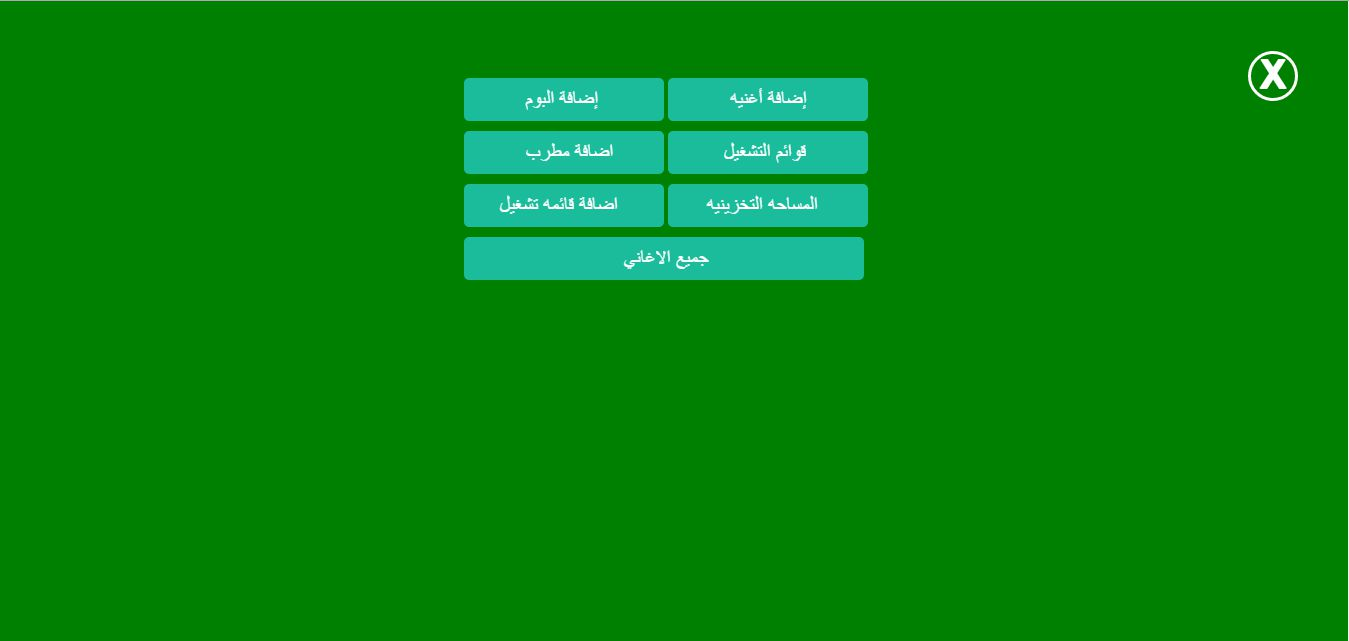 X
إضافة أغنيه
إضافة البوم
قوائم التشغيل
اضافة مطرب
المساحه التخزينيه
اضافة قائمه تشغيل
جميع الاغاني